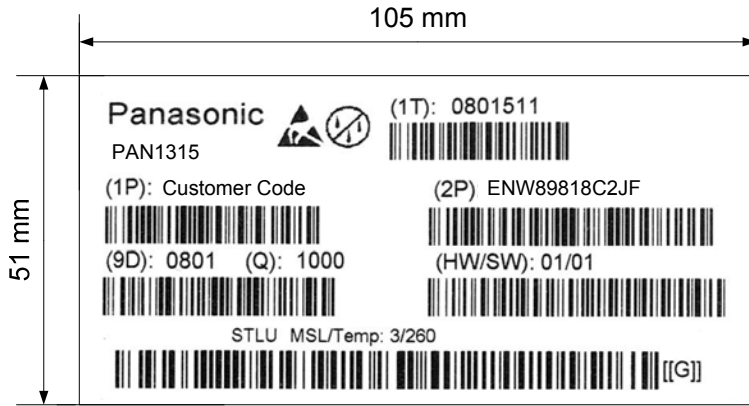 105 mm
51 mm
Panasonic
PAN1315
(1T): 0801511
(1P): Customer Code
(2P) ENW89818C2JF
(9D): 0801 (Q): 1000
(HW/SW): 01/01
STLU MSL/Temp: 3/260
[[G]]